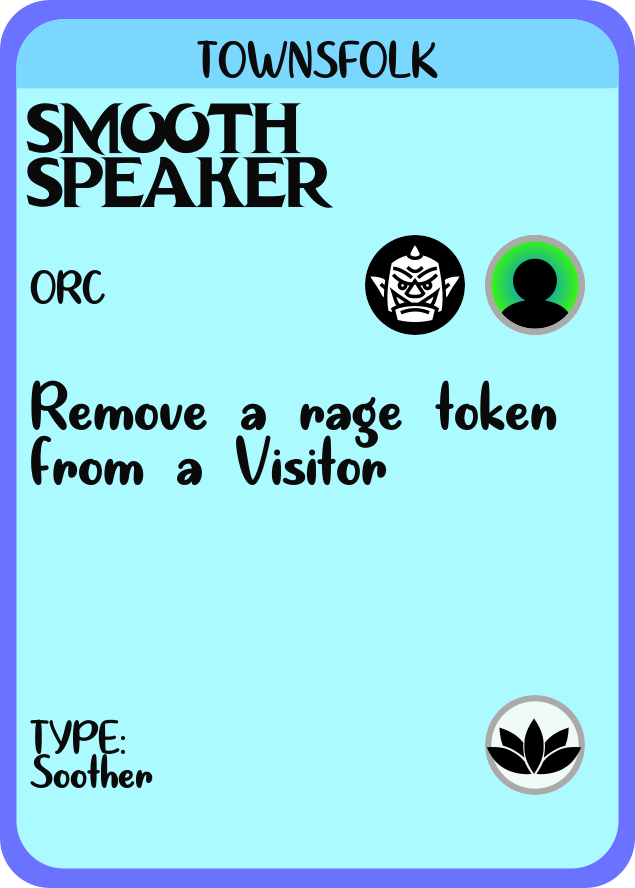 TOWNSFOLK
SMOOTH
SPEAKER
ORC
Remove a rage token
from a Visitor
TYPE:
Soother